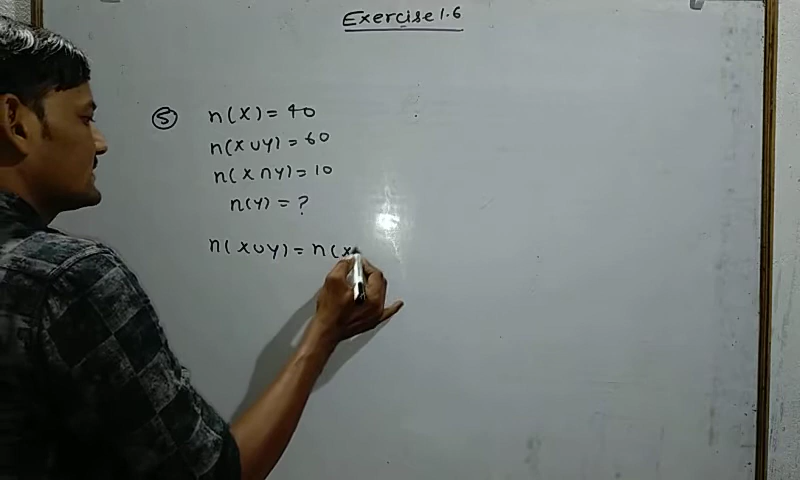 Exercise 1.6
⑤ n(X) = 40
n(X∪Y) = 60
n(X∩Y) = 10
n(Y) = ?
n(X∪Y) = n(X